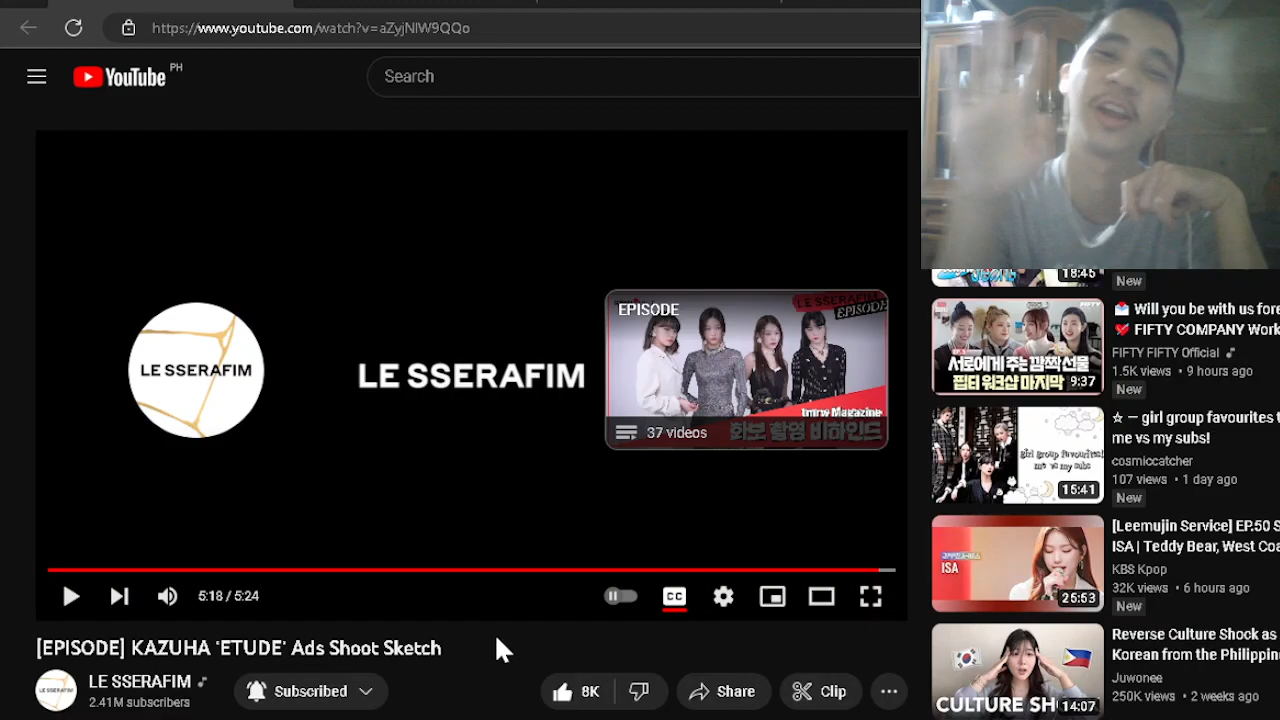 https://www.youtube.com/watch?v=aZyjNlW9QQo
YouTube PH
Search
LE SSERAFIM
LE SSERAFIM
EPISODE
LE SSERAFIM
EPISODE
tmrw Magazine
37 videos
화보 촬영 비하인드
5:18 / 5:24
CC
[EPISODE] KAZUHA 'ETUDE' Ads Shoot Sketch
LE SSERAFIM
LE SSERAFIM
2.41M subscribers
Subscribed
8K
Share
Clip
18:45
New
FIFTY
서로에게 주는 깜짝 선물
핍티 워크샵 마지막
9:37
Will you be with us fore
FIFTY COMPANY Work
FIFTY FIFTY Official
1.5K views • 9 hours ago
New
girl group favourites
me vs my subs!
15:41
☆ — girl group favourites t
me vs my subs!
cosmiccatcher
107 views • 1 day ago
New
ISA
25:53
[Leemujin Service] EP.50 S
ISA | Teddy Bear, West Coa
KBS Kpop
32K views • 6 hours ago
New
CULTURE SH
14:07
Reverse Culture Shock as
Korean from the Philippin
Juwonee
250K views • 2 weeks ago